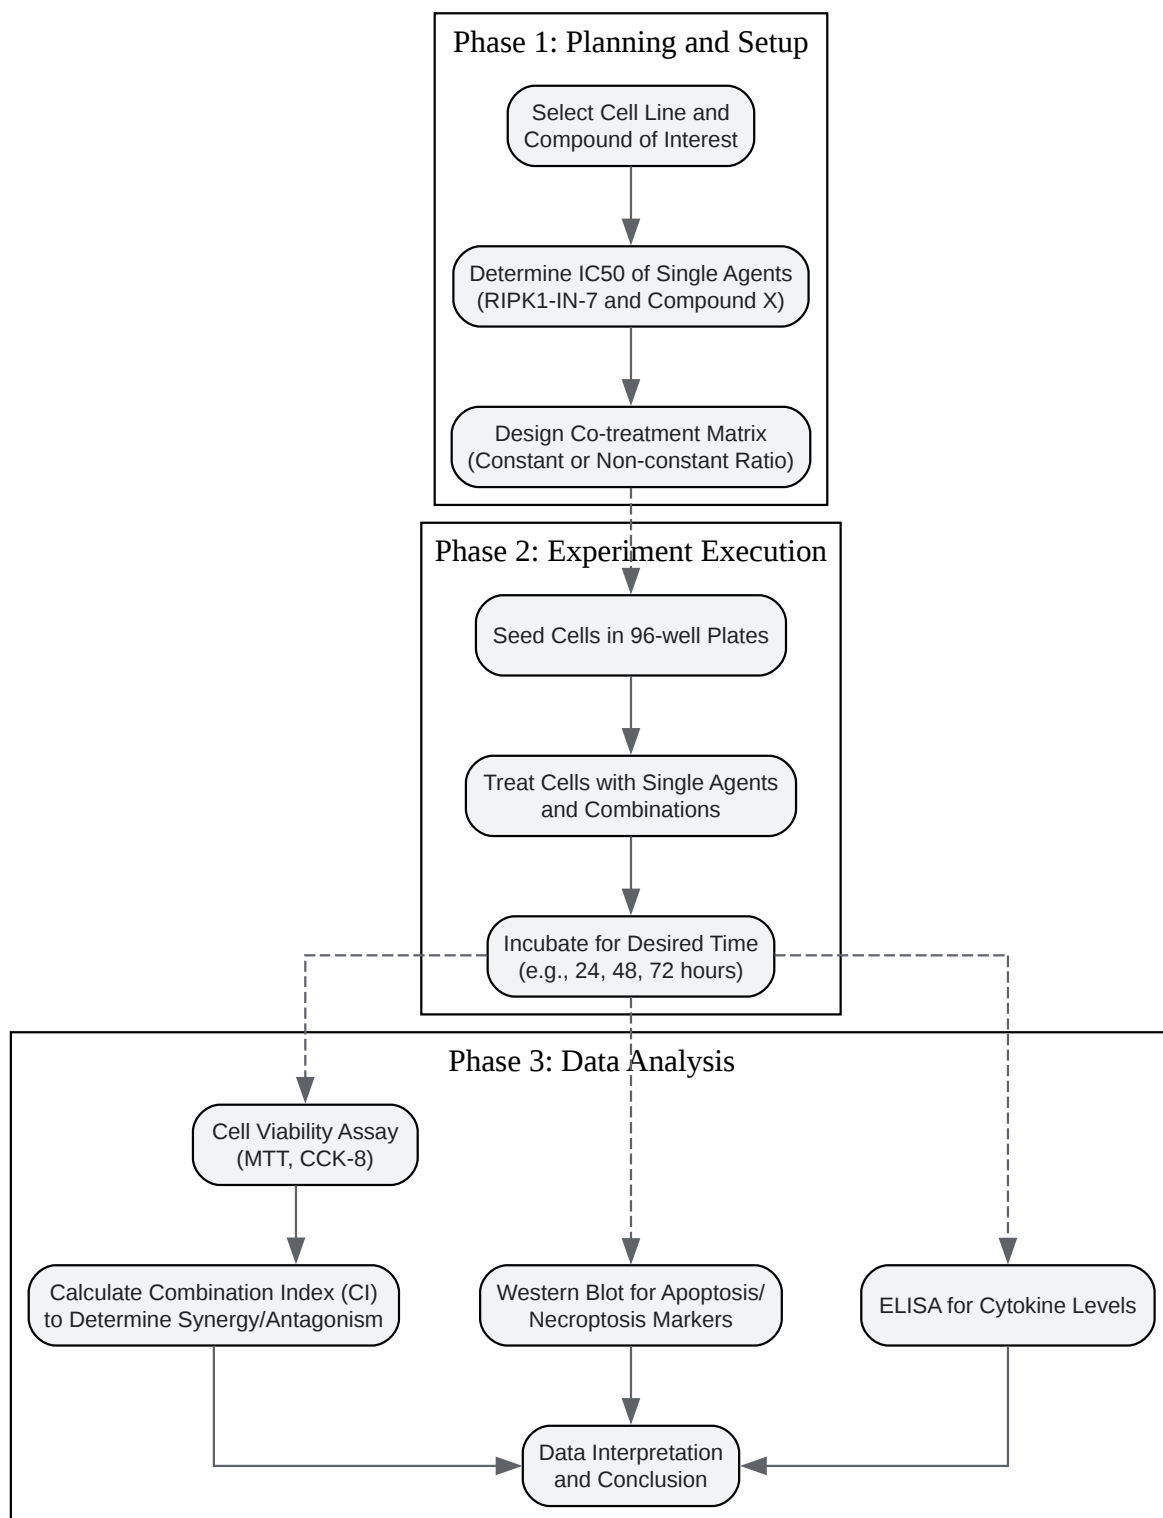 Phase 1: Planning and Setup
Select Cell Line and
Compound of Interest
Determine IC50 of Single Agents
(RIPK1-IN-7 and Compound X)
Design Co-treatment Matrix
(Constant or Non-constant Ratio)
Phase 2: Experiment Execution
Seed Cells in 96-well Plates
Treat Cells with Single Agents
and Combinations
Incubate for Desired Time
(e.g., 24, 48, 72 hours)
Phase 3: Data Analysis
Cell Viability Assay
(MTT, CCK-8)
Calculate Combination Index (CI)
to Determine Synergy/Antagonism
Western Blot for Apoptosis/
Necroptosis Markers
ELISA for Cytokine Levels
Data Interpretation
and Conclusion